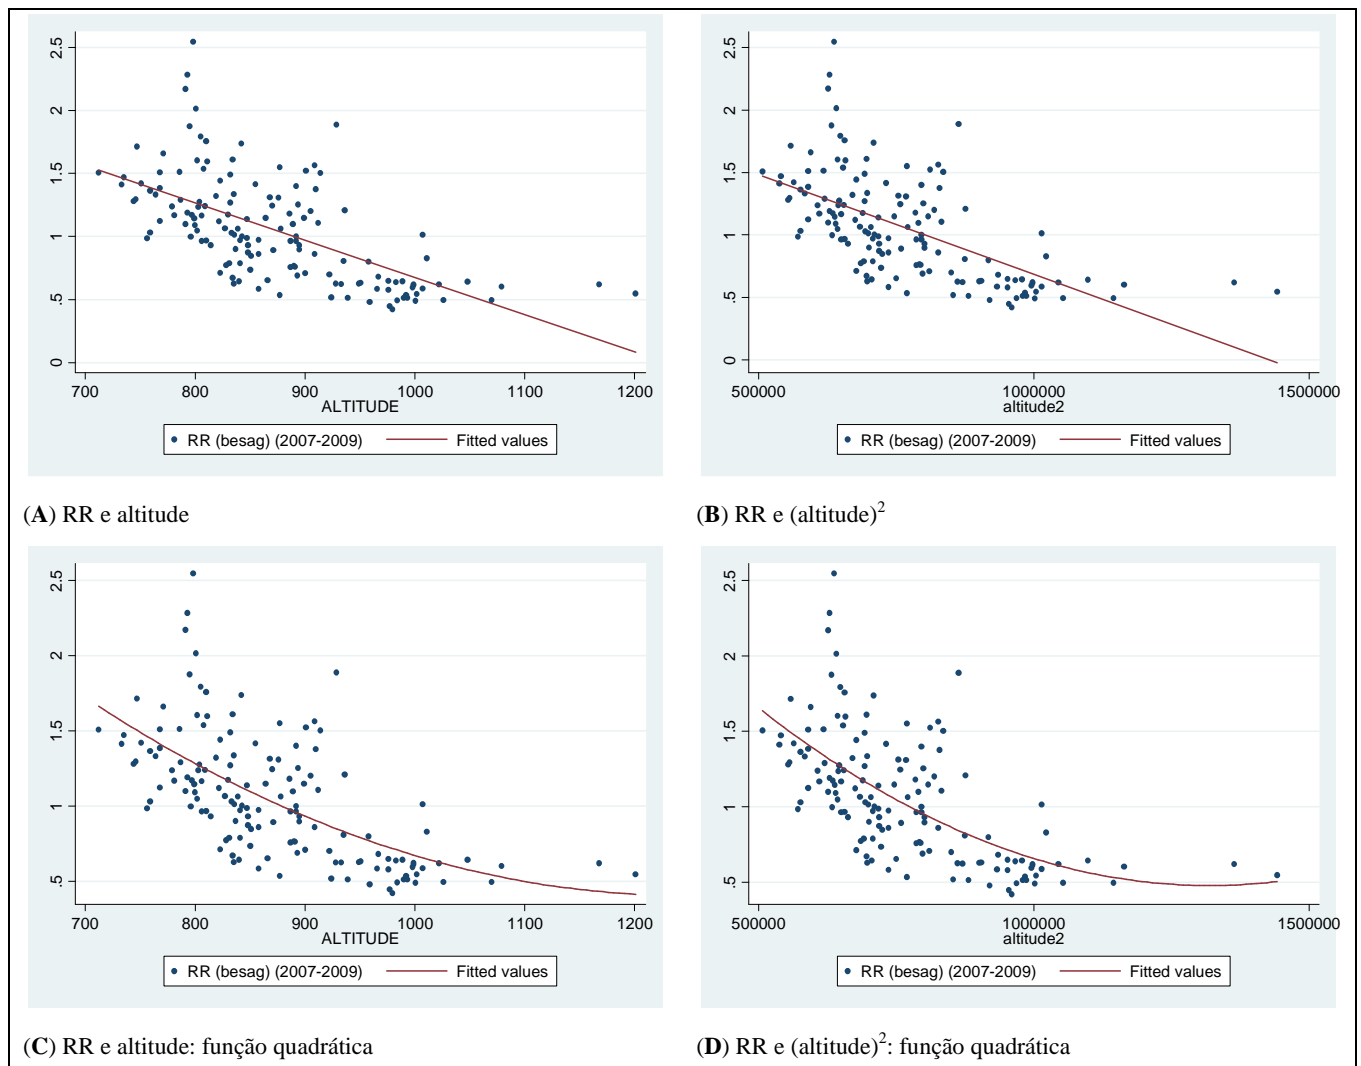 2.5
2
1.5
1
.5
0
700 800 900 1000 1100 1200
ALTITUDE
RR (besag) (2007-2009) Fitted values
(A) RR e altitude
2.5
2
1.5
1
.5
0
500000 1000000 1500000
altitude2
RR (besag) (2007-2009) Fitted values
(B) RR e (altitude)²
2.5
2
1.5
1
.5
700 800 900 1000 1100 1200
ALTITUDE
RR (besag) (2007-2009) Fitted values
(C) RR e altitude: função quadrática
2.5
2
1.5
1
.5
500000 1000000 1500000
altitude2
RR (besag) (2007-2009) Fitted values
(D) RR e (altitude)²: função quadrática